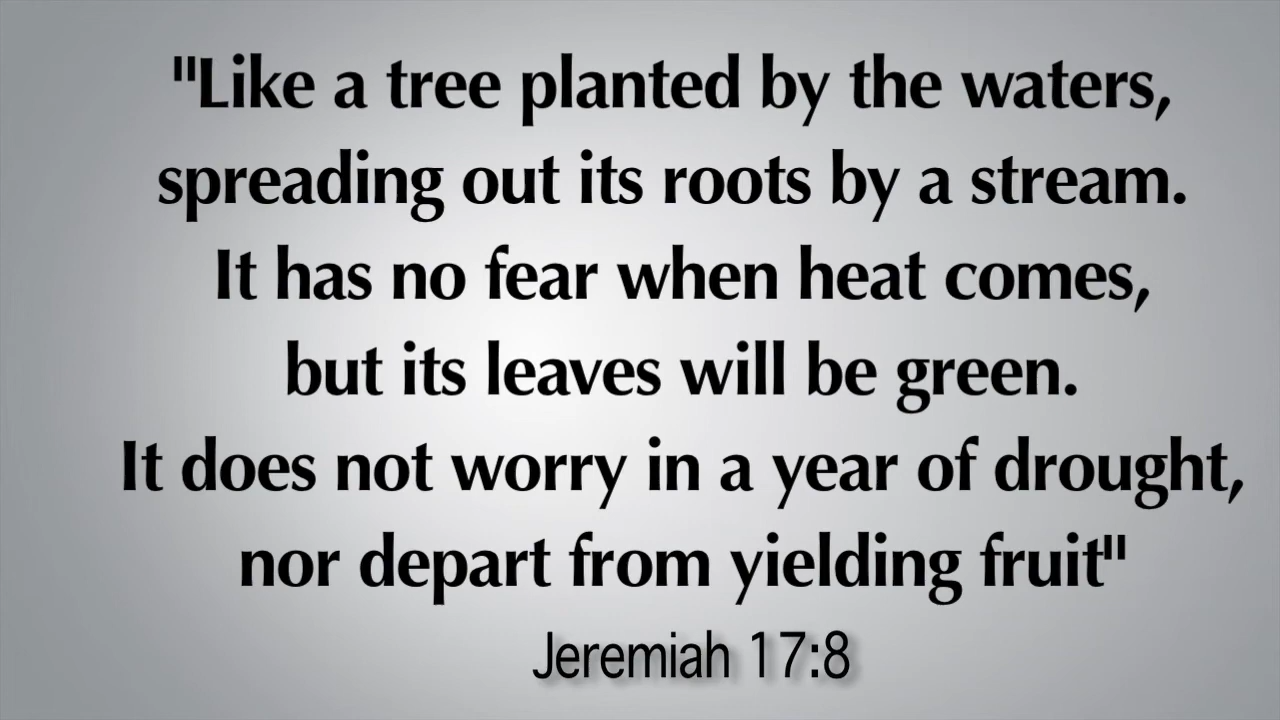 "Like a tree planted by the waters,
spreading out its roots by a stream.
It has no fear when heat comes,
but its leaves will be green.
It does not worry in a year of drought,
nor depart from yielding fruit"
Jeremiah 17:8